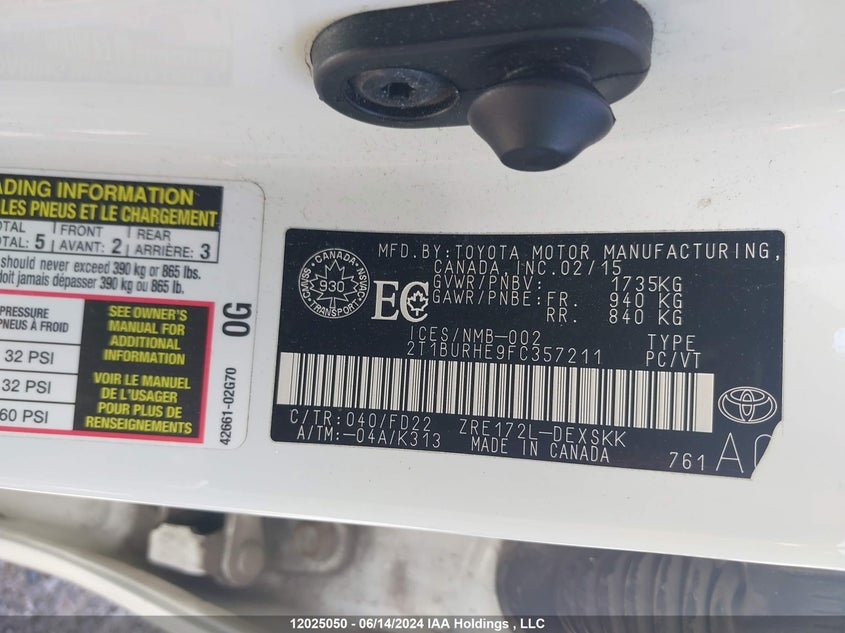 ADING INFORMATION
LES PNEUS ET LE CHARGEMENT
OTAL
OTAL: 5
FRONT
AVANT: 2
REAR
ARRIÈRE: 3
should never exceed 390 kg or 865 lbs.
doit jamais dépasser 390 kg ou 865 lb.
PRESSURE
PNEUS À FROID
32 PSI
32 PSI
60 PSI
SEE OWNER'S
MANUAL FOR
ADDITIONAL
INFORMATION
VOIR LE MANUEL
DE L'USAGER
POUR PLUS DE
RENSEIGNEMENTS
0G
42661-02G70
CANADA
930
TRANSPORT
EC
MFD.BY:TOYOTA MOTOR MANUFACTURING,
CANADA,INC.02/15
GVWR/PNBV: 1735KG
GAWR/PNBE:FR. 940 KG
RR. 840 KG
ICES/NMB-002
2T1BURHE9FC357211
TYPE
PC/VT
C/TR:040/FD22 ZRE172L-DEXSKK
A/TM:-04A/K313 MADE IN CANADA
761
12025050 - 06/14/2024 IAA Holdings , LLC